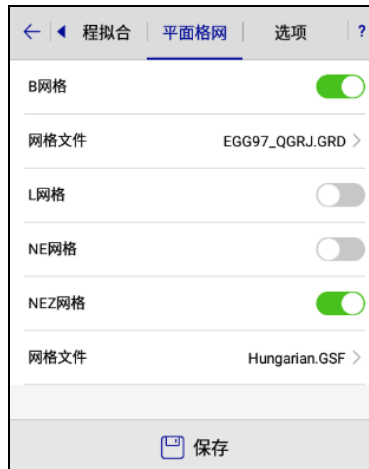 程拟合 平面格网 选项 ?
B网格
网格文件 EGG97_QGRJ.GRD
L网格
NE网格
NEZ网格
网格文件 Hungarian.GSF
保存